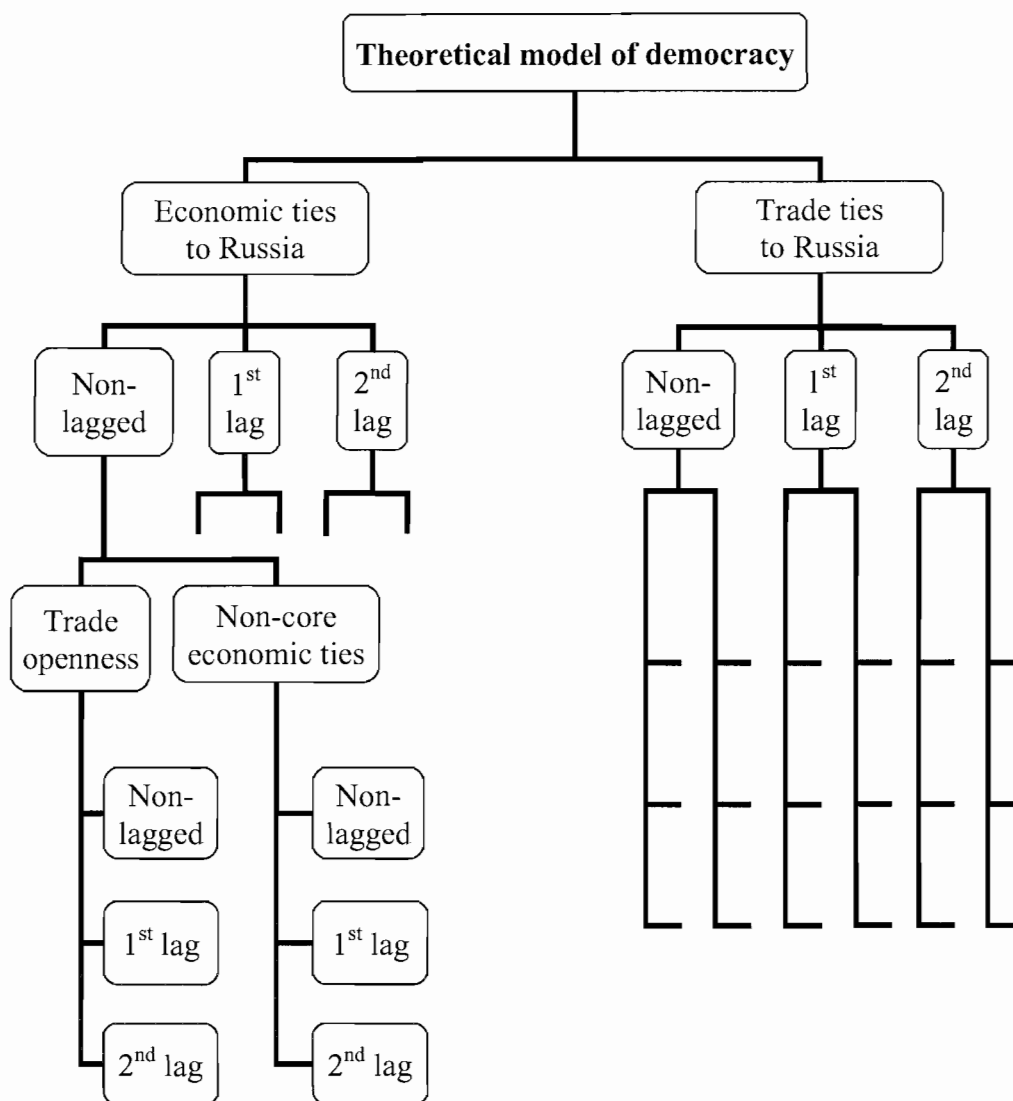 Theoretical model of democracy
Economic ties
to Russia
Trade ties
to Russia
Non-
lagged
1st
lag
2nd
lag
Non-
lagged
1st
lag
2nd
lag
Trade
openness
Non-core
economic ties
Non-
lagged
Non-
lagged
1st lag
1st lag
2nd lag
2nd lag